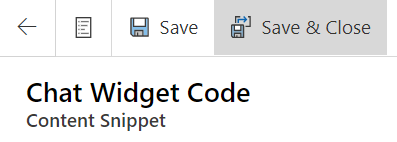 Save Save & Close
Chat Widget Code
Content Snippet